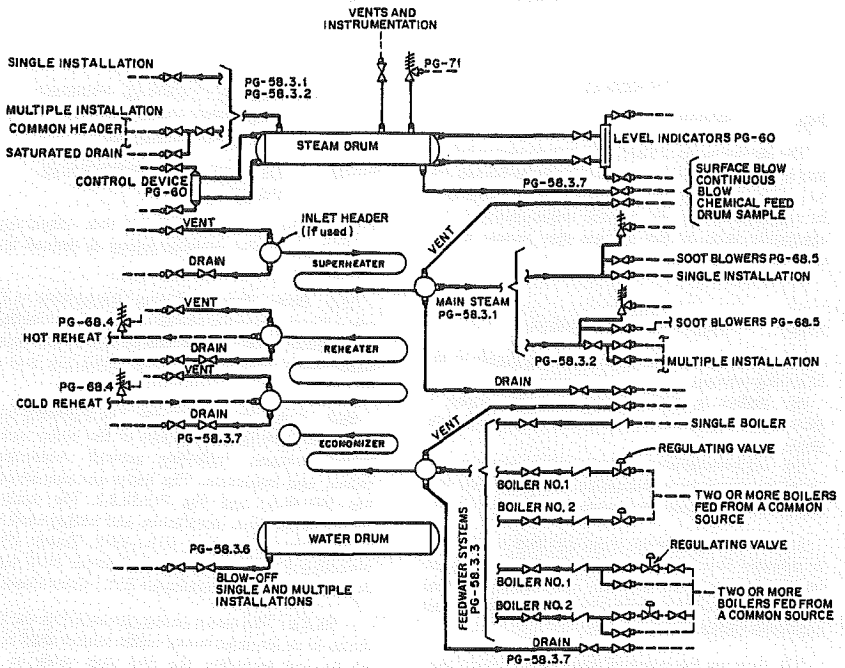 VENTS AND
INSTRUMENTATION
SINGLE INSTALLATION
PG-58.3.1
PG-58.3.2
PG-71
MULTIPLE INSTALLATION
COMMON HEADER
SATURATED DRAIN
STEAM DRUM
LEVEL INDICATORS PG-60
CONTROL DEVICE
PG-60
PG-58.3.7
SURFACE BLOW
CONTINUOUS
BLOW
CHEMICAL FEED
DRUM SAMPLE
VENT
INLET HEADER
(If used)
VENT
DRAIN
SUPERHEATER
SOOT BLOWERS PG-68.5
SINGLE INSTALLATION
MAIN STEAM
PG-58.3.1
VENT
PG-68.4
HOT REHEAT
REHEATER
SOOT BLOWERS PG-68.5
PG-58.3.2
MULTIPLE INSTALLATION
DRAIN
VENT
PG-68.4
COLD REHEAT
DRAIN
DRAIN
PG-58.3.7
VENT
ECONOMIZER
SINGLE BOILER
REGULATING VALVE
BOILER NO.1
BOILER NO. 2
TWO OR MORE BOILERS
FED FROM A COMMON
SOURCE
FEEDWATER SYSTEMS
PG-58.3.3
WATER DRUM
PG-58.3.6
BLOW-OFF
SINGLE AND MULTIPLE
INSTALLATIONS
REGULATING VALVE
BOILER NO.1
BOILER NO. 2
TWO OR MORE
BOILERS FED FROM
A COMMON SOURCE
DRAIN
PG-58.3.7